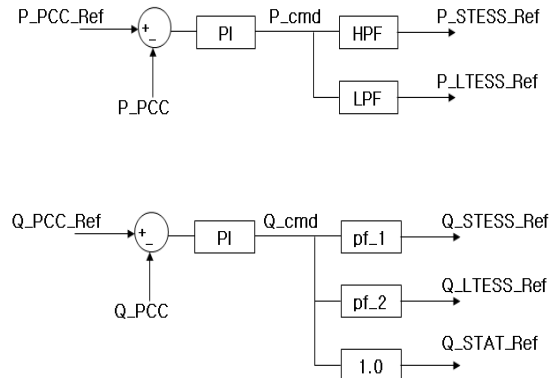 P_PCC_Ref
+
-
PI
P_cmd
HPF
P_STESS_Ref
P_LTESS_Ref
LPF
P_PCC
Q_PCC_Ref
+
-
PI
Q_cmd
pf_1
Q_STESS_Ref
Q_LTESS_Ref
pf_2
Q_PCC
Q_STAT_Ref
1.0